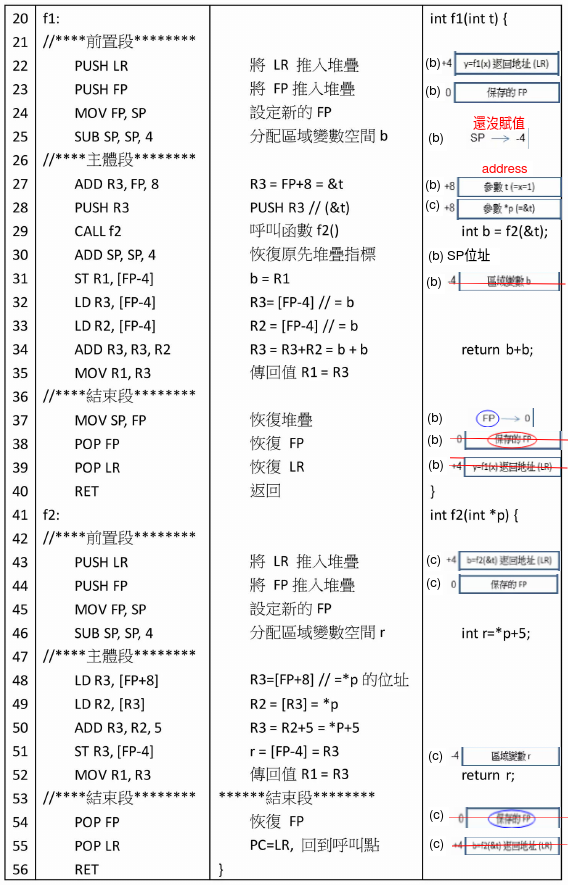 20 f1: int f1(int t) {
21 //****前置段********
22 PUSH LR 將 LR 推入堆疊 (b) +4 y=f1(x) 返回地址 (LR)
23 PUSH FP 將 FP 推入堆疊 (b) 0 保存的 FP
24 MOV FP, SP 設定新的 FP 還沒賦值
25 SUB SP, SP, 4 分配區域變數空間 b (b) SP → -4
26 //****主體段******** address
27 ADD R3, FP, 8 R3 = FP+8 = &t (b) +8 參數 t (=x=1)
28 PUSH R3 PUSH R3 // (&t) (c) +8 參數 *p (=&t)
29 CALL f2 呼叫函數 f2() int b = f2(&t);
30 ADD SP, SP, 4 恢復原先堆疊指標 (b) SP位址
31 ST R1, [FP-4] b = R1 (b) -4 區域變數 b
32 LD R3, [FP-4] R3= [FP-4] // = b
33 LD R2, [FP-4] R2 = [FP-4] // = b
34 ADD R3, R3, R2 R3 = R3+R2 = b + b return b+b;
35 MOV R1, R3 傳回值 R1 = R3
36 //****結束段********
37 MOV SP, FP 恢復堆疊 (b) FP → 0
38 POP FP 恢復 FP (b) 0 保存的 FP
39 POP LR 恢復 LR (b) +4 y=f1(x) 返回地址 (LR)
40 RET 返回 }
41 f2: int f2(int *p) {
42 //****前置段********
43 PUSH LR 將 LR 推入堆疊 (c) +4 b=f2(&t) 返回地址 (LR)
44 PUSH FP 將 FP 推入堆疊 (c) 0 保存的 FP
45 MOV FP, SP 設定新的 FP
46 SUB SP, SP, 4 分配區域變數空間 r int r=*p+5;
47 //****主體段********
48 LD R3, [FP+8] R3=[FP+8] // =*p 的位址
49 LD R2, [R3] R2 = [R3] = *p
50 ADD R3, R2, 5 R3 = R2+5 = *P+5
51 ST R3, [FP-4] r = [FP-4] = R3 (c) -4 區域變數 r
52 MOV R1, R3 傳回值 R1 = R3 return r;
53 //****結束段******** ******結束段********
54 POP FP 恢復 FP (c) 0 保存的 FP
55 POP LR PC=LR, 回到呼叫點 (c) +4 b=f2(&t) 返回地址 (LR)
56 RET }